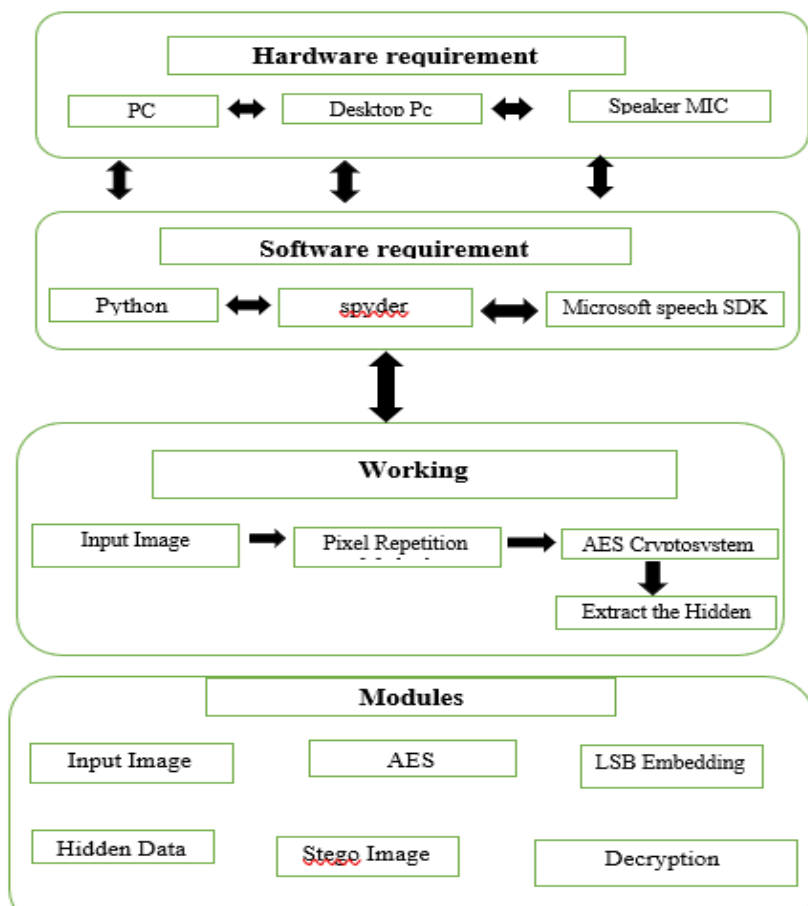 Hardware requirement
PC
Desktop Pc
Speaker MIC
Software requirement
Python
spyder
Microsoft speech SDK
Working
Input Image
Pixel Repetition
AES Cryptosystem
Extract the Hidden
Modules
Input Image
AES
LSB Embedding
Hidden Data
Stego Image
Decryption